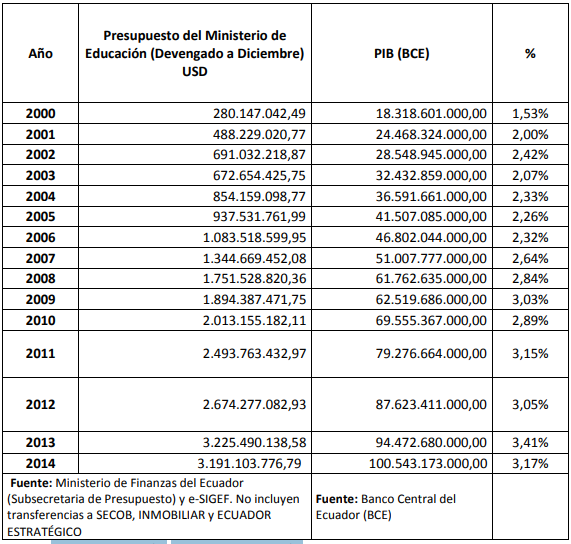 Año
Presupuesto del Ministerio de
Educación (Devengado a Diciembre)
USD
PIB (BCE)
%
2000 280.147.042,49 18.318.601.000,00 1,53%
2001 488.229.020,77 24.468.324.000,00 2,00%
2002 691.032.218,87 28.548.945.000,00 2,42%
2003 672.654.425,75 32.432.859.000,00 2,07%
2004 854.159.098,77 36.591.661.000,00 2,33%
2005 937.531.761,99 41.507.085.000,00 2,26%
2006 1.083.518.599,95 46.802.044.000,00 2,32%
2007 1.344.669.452,08 51.007.777.000,00 2,64%
2008 1.751.528.820,36 61.762.635.000,00 2,84%
2009 1.894.387.471,75 62.519.686.000,00 3,03%
2010 2.013.155.182,11 69.555.367.000,00 2,89%
2011 2.493.763.432,97 79.276.664.000,00 3,15%
2012 2.674.277.082,93 87.623.411.000,00 3,05%
2013 3.225.490.138,58 94.472.680.000,00 3,41%
2014 3.191.103.776,79 100.543.173.000,00 3,17%
Fuente: Ministerio de Finanzas del Ecuador
(Subsecretaria de Presupuesto) y e-SIGEF. No incluyen
transferencias a SECOB, INMOBILIAR y ECUADOR
ESTRATÉGICO
Fuente: Banco Central del
Ecuador (BCE)